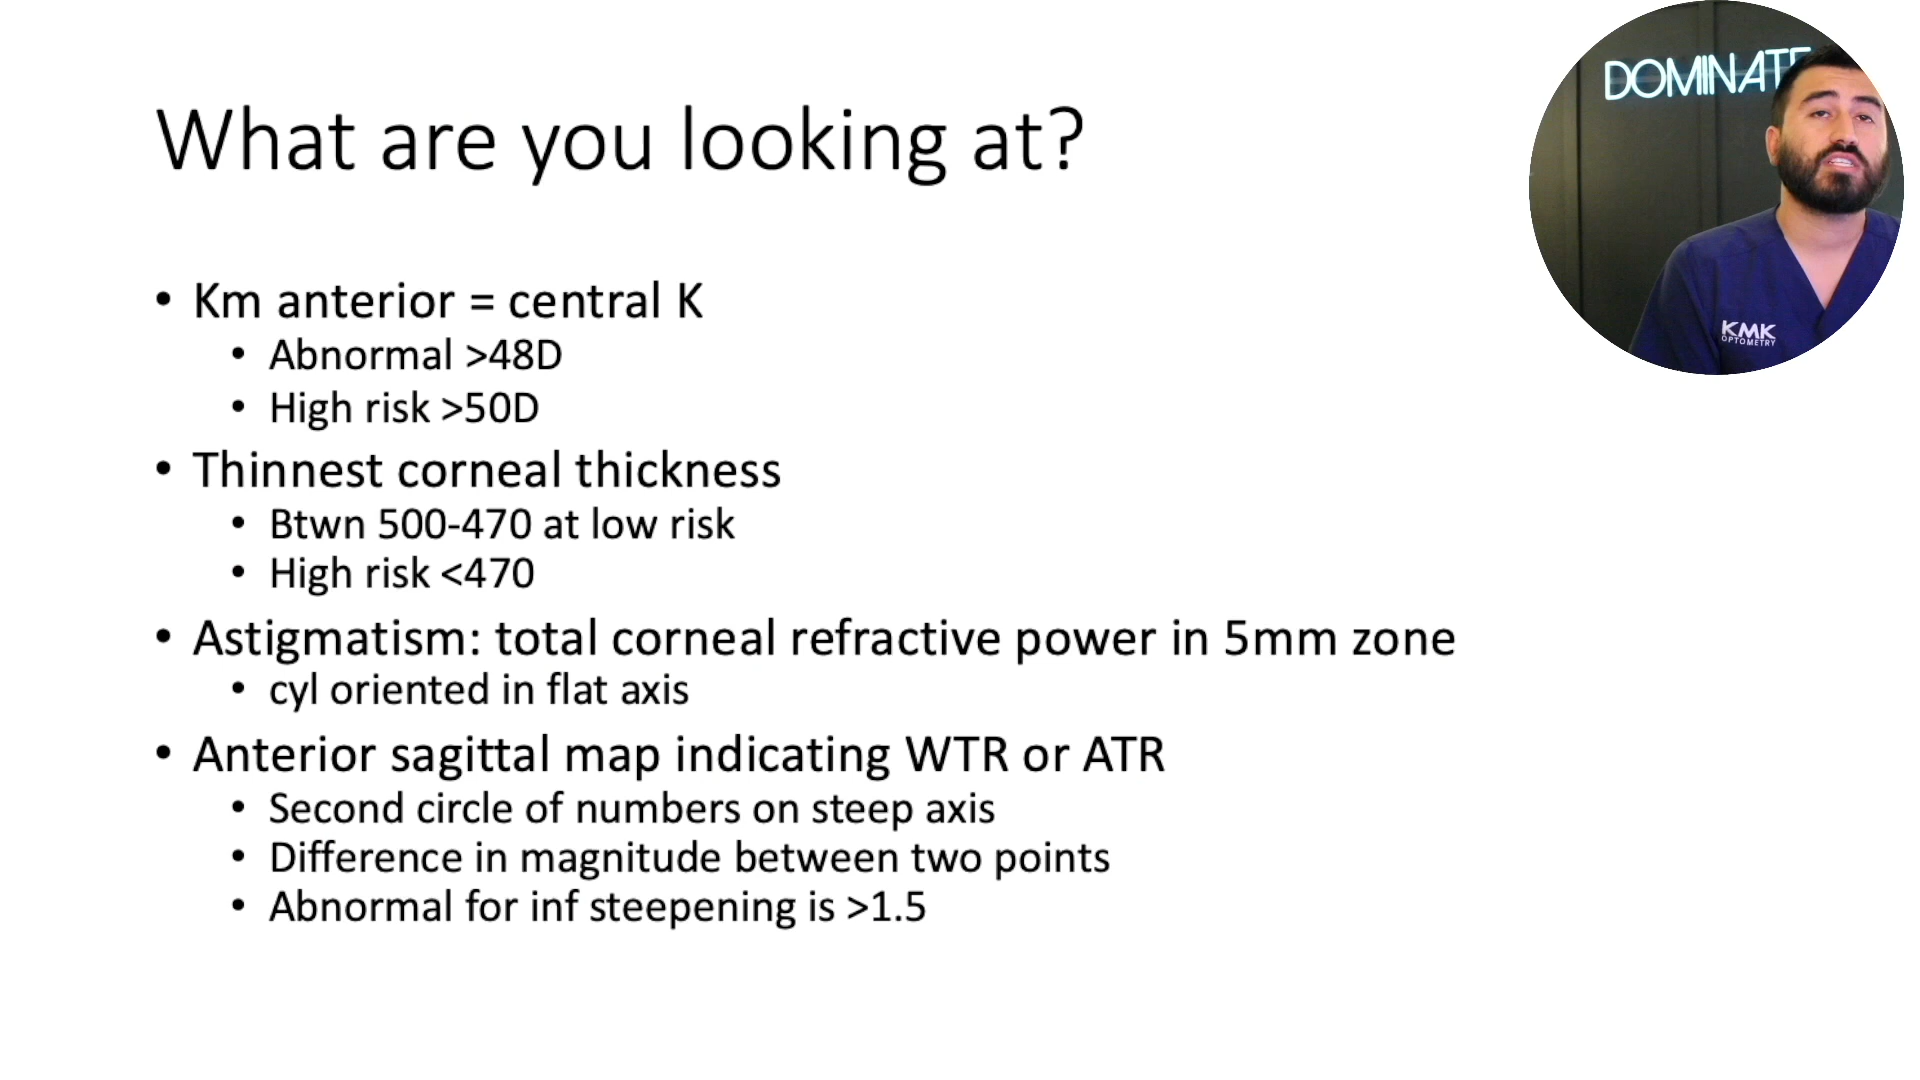 What are you looking at?
• Km anterior = central K
• Abnormal >48D
• High risk >50D
• Thinnest corneal thickness
• Btwn 500-470 at low risk
• High risk <470
• Astigmatism: total corneal refractive power in 5mm zone
• cyl oriented in flat axis
• Anterior sagittal map indicating WTR or ATR
• Second circle of numbers on steep axis
• Difference in magnitude between two points
• Abnormal for inf steepening is >1.5
DOMINATE
KMK
OPTOMETRY